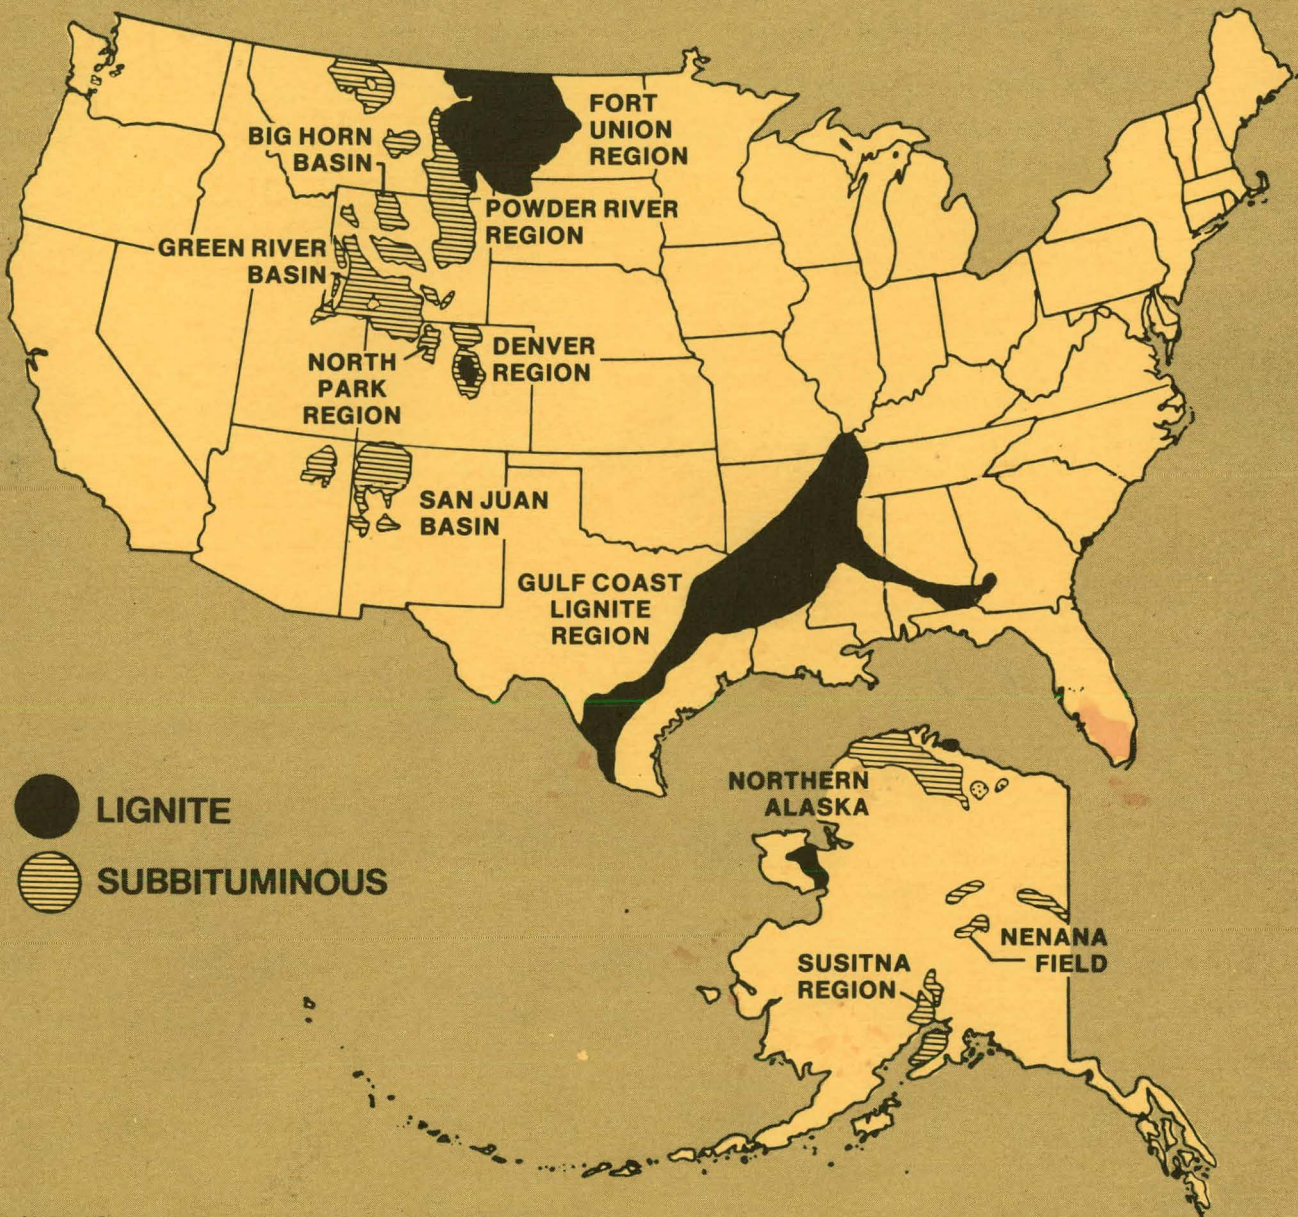 FORT
UNION
REGION
BIG HORN
BASIN
POWDER RIVER
REGION
GREEN RIVER
BASIN
NORTH
PARK
REGION
DENVER
REGION
SAN JUAN
BASIN
GULF COAST
LIGNITE
REGION
LIGNITE
SUBBITUMINOUS
NORTHERN
ALASKA
NENANA
FIELD
SUSITNA
REGION